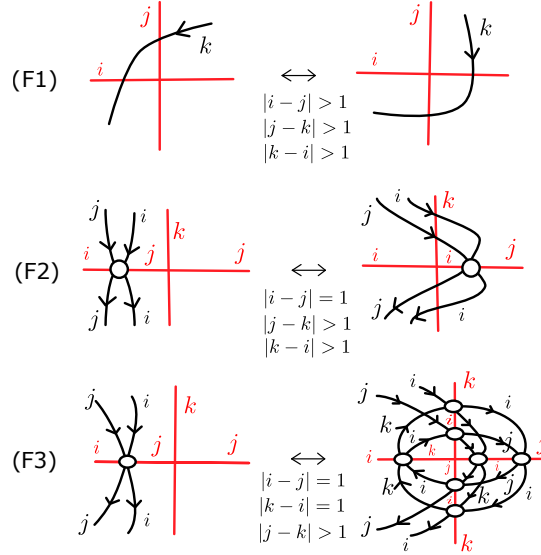 j
k
(F1)
i
|i − j| > 1
|j − k| > 1
|k − i| > 1
j
k
i
(F2)
j
i
k
i
j
j
j
i
|i − j| = 1
|j − k| > 1
|k − i| > 1
i
k
j
i
i
j
j
i
(F3)
j
i
k
i
j
j
j
i
|i − j| = 1
|k − i| = 1
|j − k| > 1
i
k
j
i
k
i
j
i
k
j
i
k
i
k
j
i
j
i
k